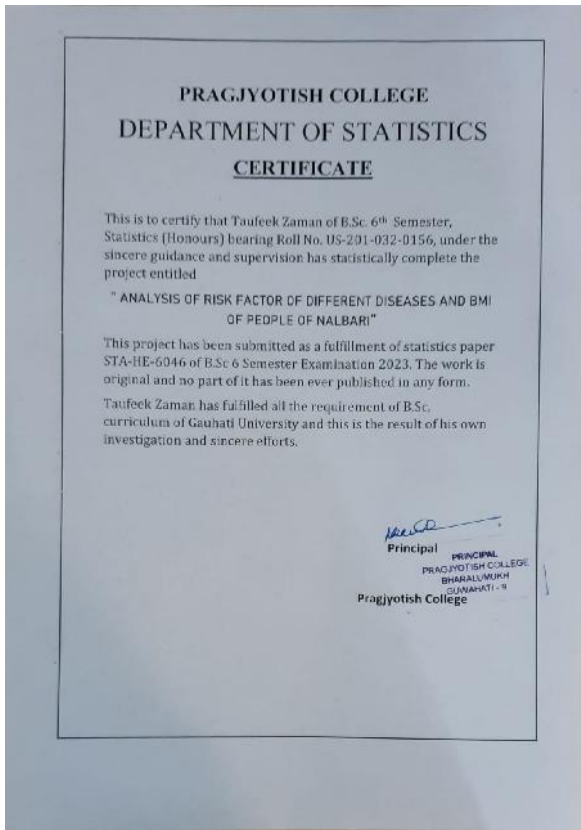 PRAGJYOTISH COLLEGE
DEPARTMENT OF STATISTICS
CERTIFICATE
This is to certify that Taufeek Zaman of B.Sc. 6th Semester,
Statistics (Honours) bearing Roll No. US-201-032-0156, under the
sincere guidance and supervision has statistically complete the
project entitled
" ANALYSIS OF RISK FACTOR OF DIFFERENT DISEASES AND BMI
OF PEOPLE OF NALBARI"
This project has been submitted as a fulfillment of statistics paper
STA-HE-6046 of B.Sc 6 Semester Examination 2023. The work is
original and no part of it has been ever published in any form.
Taufeek Zaman has fulfilled all the requirement of B.Sc.
curriculum of Gauhati University and this is the result of his own
investigation and sincere efforts.
Principal
PRINCIPAL
PRAGJYOTISH COLLEGE
BHARALUMUKH
GUWAHATI - 9
Pragjyotish College